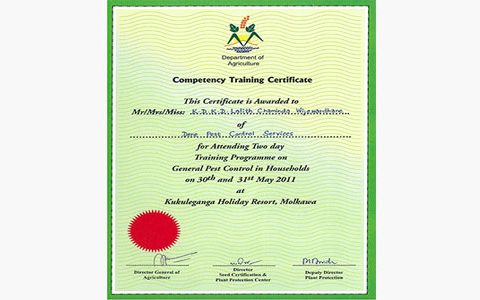 Department of
Agriculture
Competency Training Certificate
This Certificate is Awarded to
Mr/Mrs/Miss: K.D.K.D. Lalith Chaminda Wijewardhane
of
Dora Pest Control Services
for Attending Two day
Training Programme on
General Pest Control in Households
on 30th and 31st May 2011
at
Kukuleganga Holiday Resort, Molkawa
Director General of
Agriculture
Director
Seed Certification &
Plant Protection Center
Deputy Director
Plant Protection